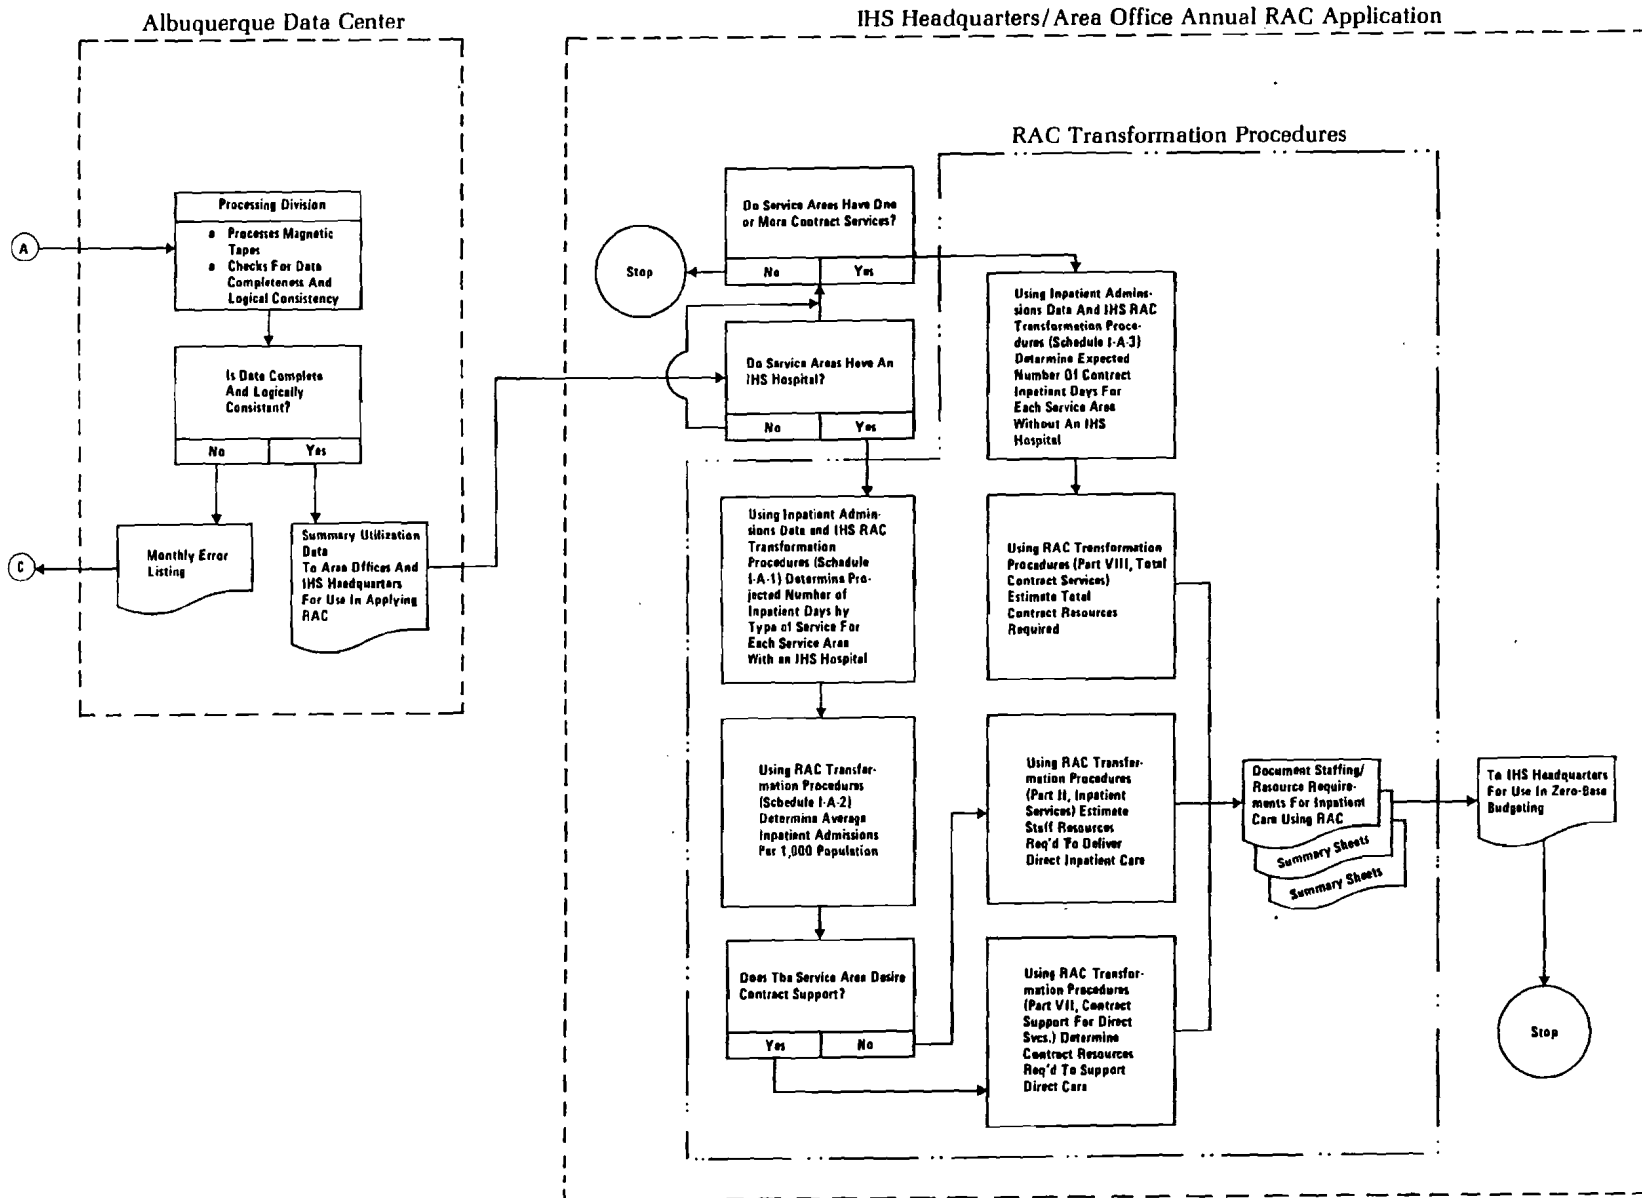 Albuquerque Data Center
IHS Headquarters/Area Office Annual RAC Application
RAC Transformation Procedures
A
Processing Division
Processes Magnetic
Tapes
Checks For Data
Completeness And
Logical Consistency
Is Data Complete
And Logically
Consistant?
No
Yes
C
Monthly Error
Listing
Summary Utilization
Data
To Area Offices And
IHS Headquarters
For Use In Applying
RAC
Stop
Do Service Areas Have One
or More Contract Services?
No
Yes
Do Service Areas Have An
IHS Hospital?
No
Yes
Using Inpatient Admis-
sions Data and IHS RAC
Transformation
Procedures (Schedule
I-A-1) Determine Pro-
jected Number of
Inpatient Days by
Type of Service For
Each Service Area
With an IHS Hospital
Using RAC Transfor-
mation Procedures
(Schedule I-A-2)
Determine Average
Inpatient Admissions
Per 1,000 Population
Does The Service Area Desire
Contract Support?
Yes
No
Using Inpatient Admins-
sions Data And IHS RAC
Transformation Proce-
dures (Schedule I-A-3)
Determine Expected
Number Of Contract
Inpatient Days For
Each Service Area
Without An IHS
Hospital
Using RAC Transformation
Procedures (Part VIII, Total
Contract Services)
Estimate Total
Contract Resources
Required
Using RAC Transfor-
mation Procedures
(Part II, Inpatient
Services) Estimate
Staff Resources
Req'd To Deliver
Direct Inpatient Care
Using RAC Transfor-
mation Procedures
(Part VII, Contract
Support For Direct
Svcs.) Determine
Contract Resources
Req'd To Support
Direct Care
Document Staffing/
Resource Require-
ments For Inpatient
Care Using RAC
Summary Sheets
Summary Sheets
To IHS Headquarters
For Use In Zero-Base
Budgeting
Stop